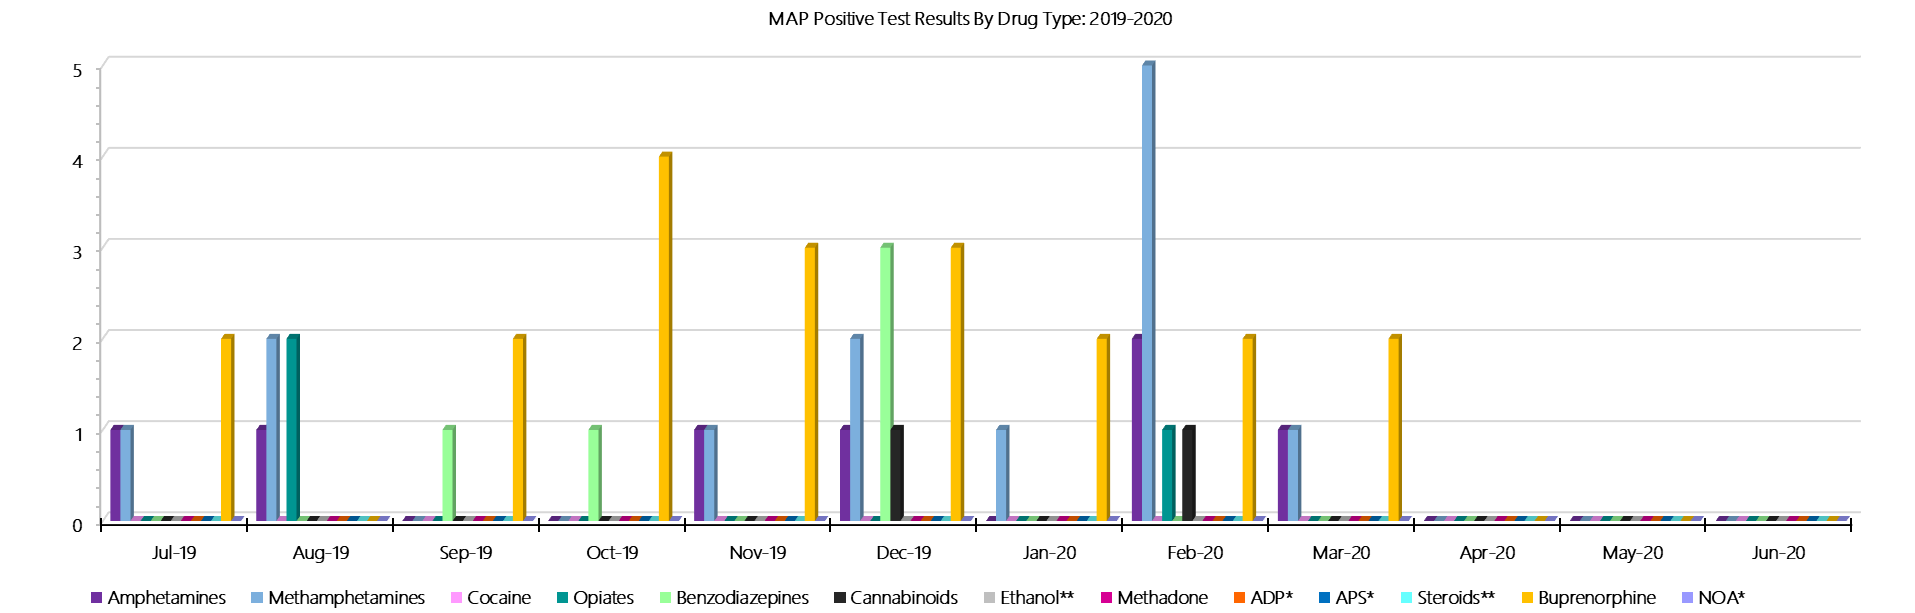 MAP Positive Test Results By Drug Type: 2019-2020
5
4
3
2
1
0
Jul-19 Aug-19 Sep-19 Oct-19 Nov-19 Dec-19 Jan-20 Feb-20 Mar-20 Apr-20 May-20 Jun-20
Amphetamines Methamphetamines Cocaine Opiates Benzodiazepines Cannabinoids Ethanol** Methadone ADP* APS* Steroids** Buprenorphine NOA*